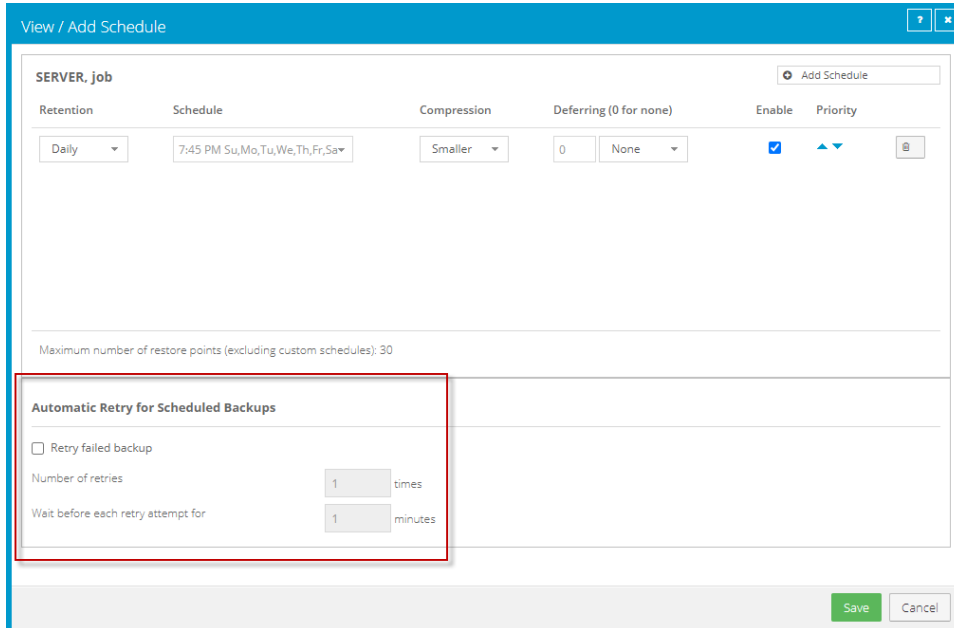 View / Add Schedule ? ×
SERVER, job Add Schedule
Retention Schedule Compression Deferring (0 for none) Enable Priority
Daily 7:45 PM Su,Mo,Tu,We,Th,Fr,Sa Smaller 0 None
Maximum number of restore points (excluding custom schedules): 30
Automatic Retry for Scheduled Backups
Retry failed backup
Number of retries 1 times
Wait before each retry attempt for 1 minutes
Save Cancel